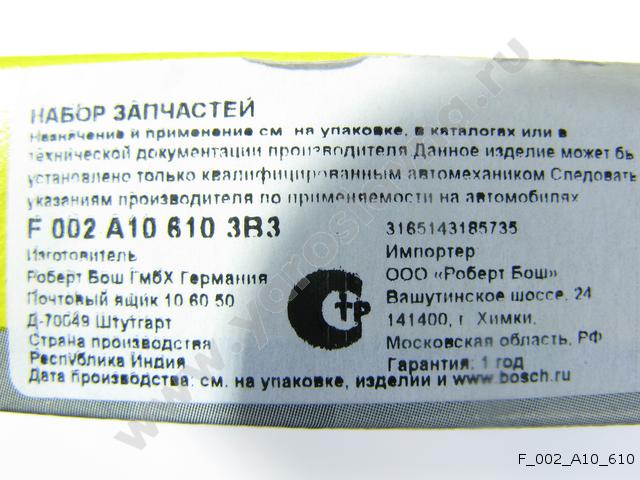 НАБОР ЗАПЧАСТЕЙ
Назначение и применение см. на упаковке, в каталогах или в
технической документации производителя.Данное изделие может бь
установлено только квалифицированным автомехаником Следовать
указаниям производителя по применяемости на автомобилях
F 002 A10 610 3B3
3165143185735
Изготовитель
Импортер
Роберт Бош ГмбХ Германия
ООО «Роберт Бош»
Почтовый ящик 10 60 50
Вашутинское шоссе, 24
Д-70049 Штутгарт
141400, г. Химки,
Страна производства
Московская область, РФ
Республика Индия
Гарантия: 1 год
Дата производства: см. на упаковке, изделии и www.bosch.ru
тр
F_002_A10_610